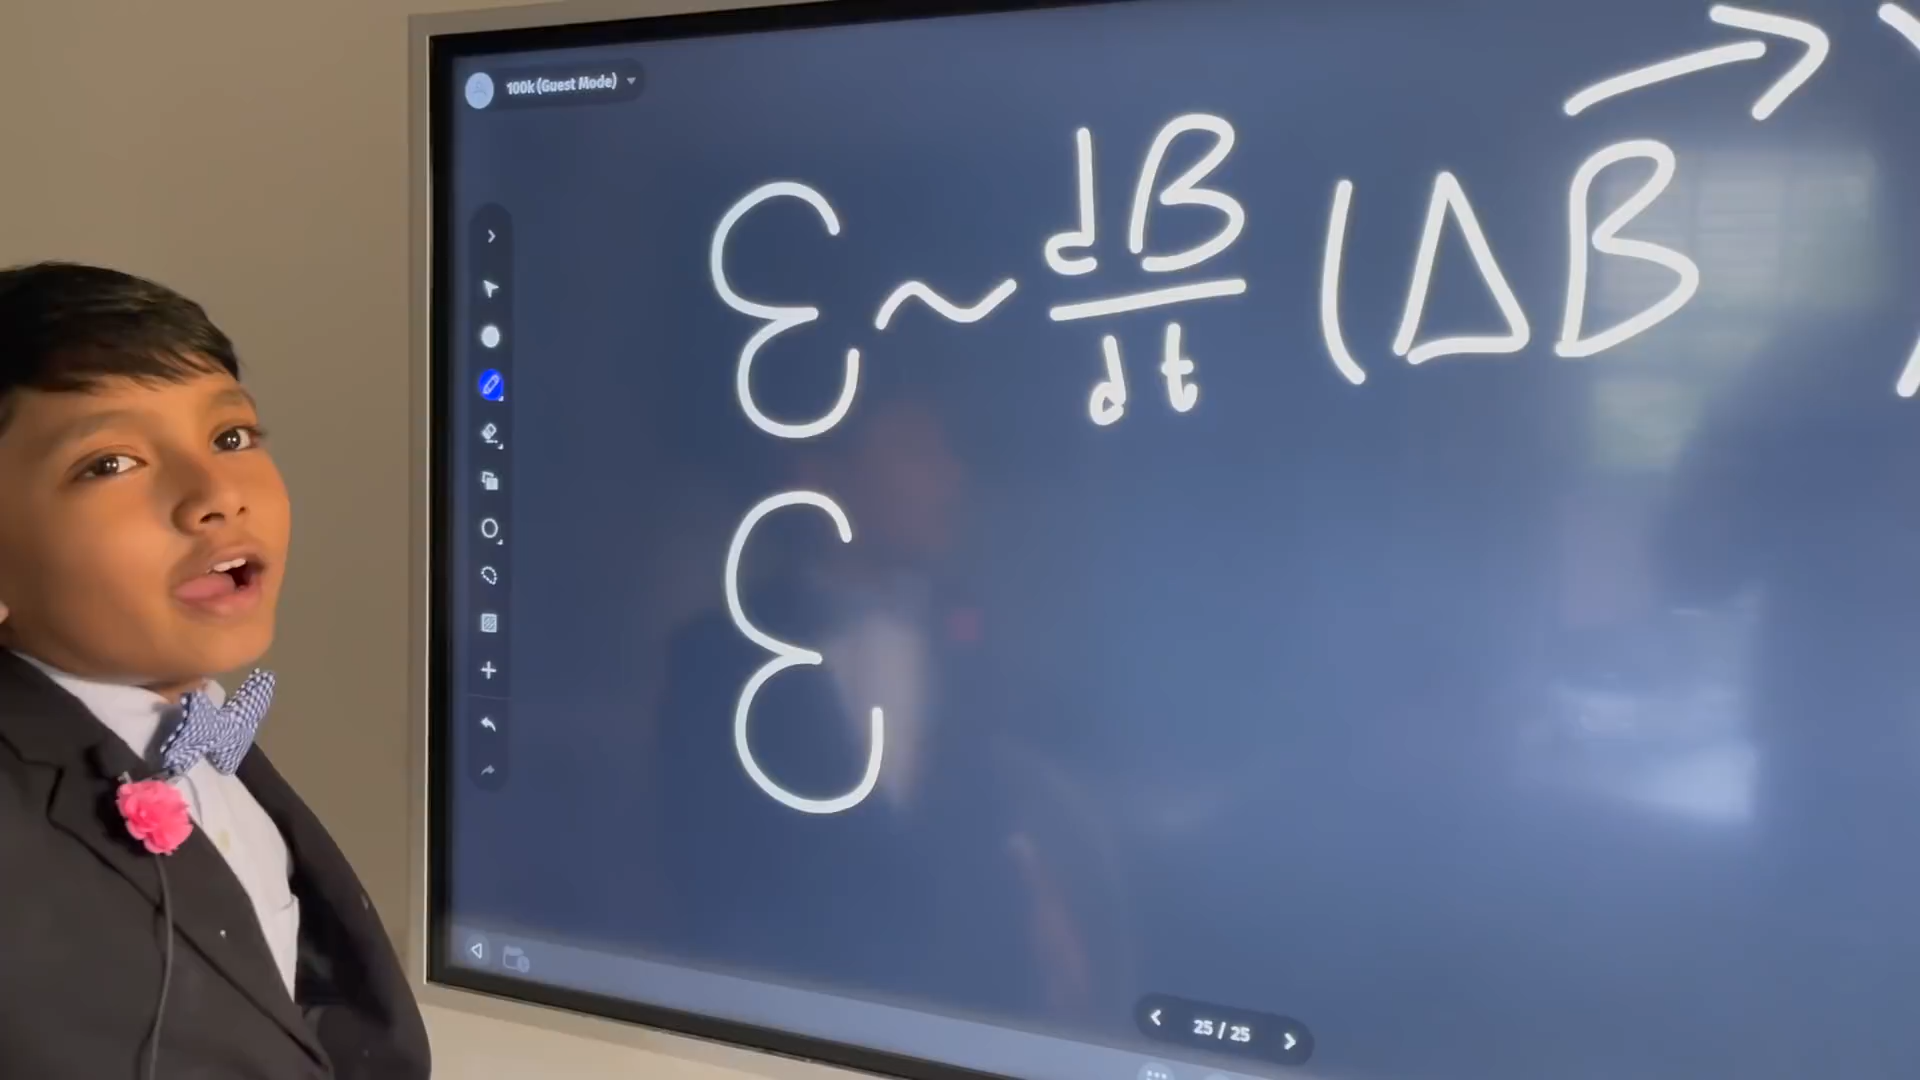 100k (Guest Mode)
ℰ ~ dB/dt (ΔB⃗)
ℰ
25 / 25